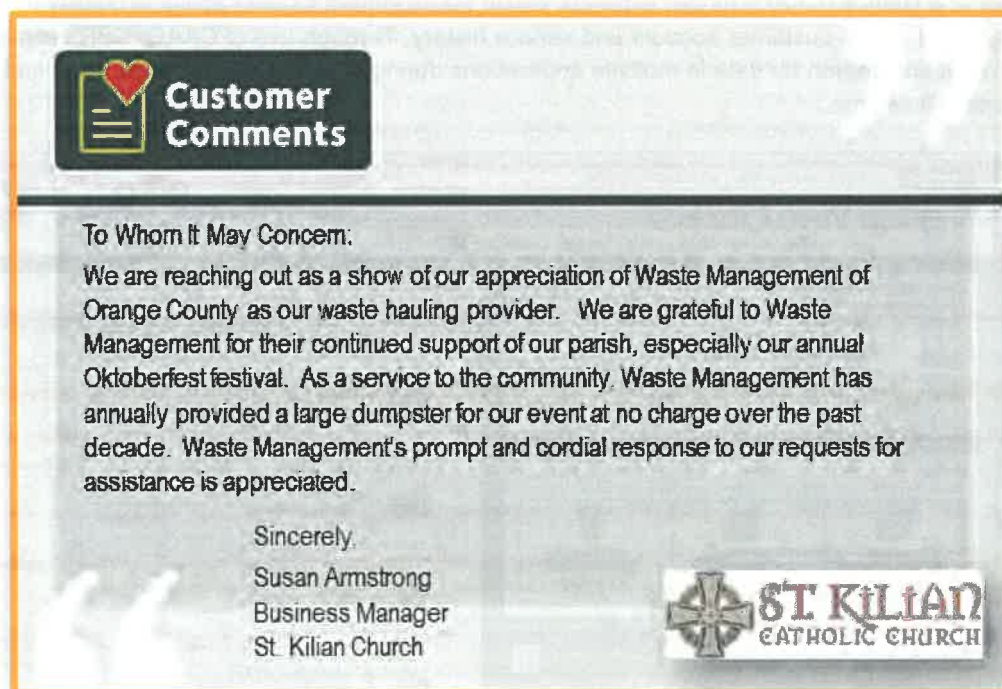 Customer
Comments
To Whom It May Concern:
We are reaching out as a show of our appreciation of Waste Management of
Orange County as our waste hauling provider. We are grateful to Waste
Management for their continued support of our parish, especially our annual
Oktoberfest festival. As a service to the community, Waste Management has
annually provided a large dumpster for our event at no charge over the past
decade. Waste Management's prompt and cordial response to our requests for
assistance is appreciated.
Sincerely,
Susan Armstrong
Business Manager
St. Kilian Church
ST. KILIAN
CATHOLIC CHURCH